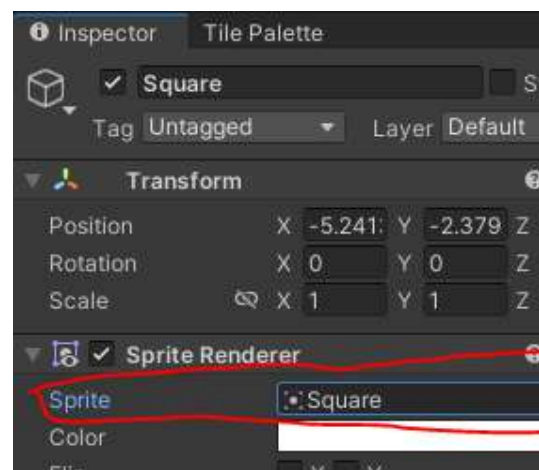 Inspector Tile Palette
Square S
Tag Untagged Layer Default
Transform
Position X -5.241 Y -2.379 Z
Rotation X 0 Y 0 Z
Scale X 1 Y 1 Z
Sprite Renderer
Sprite Square
Color
Flip X Y